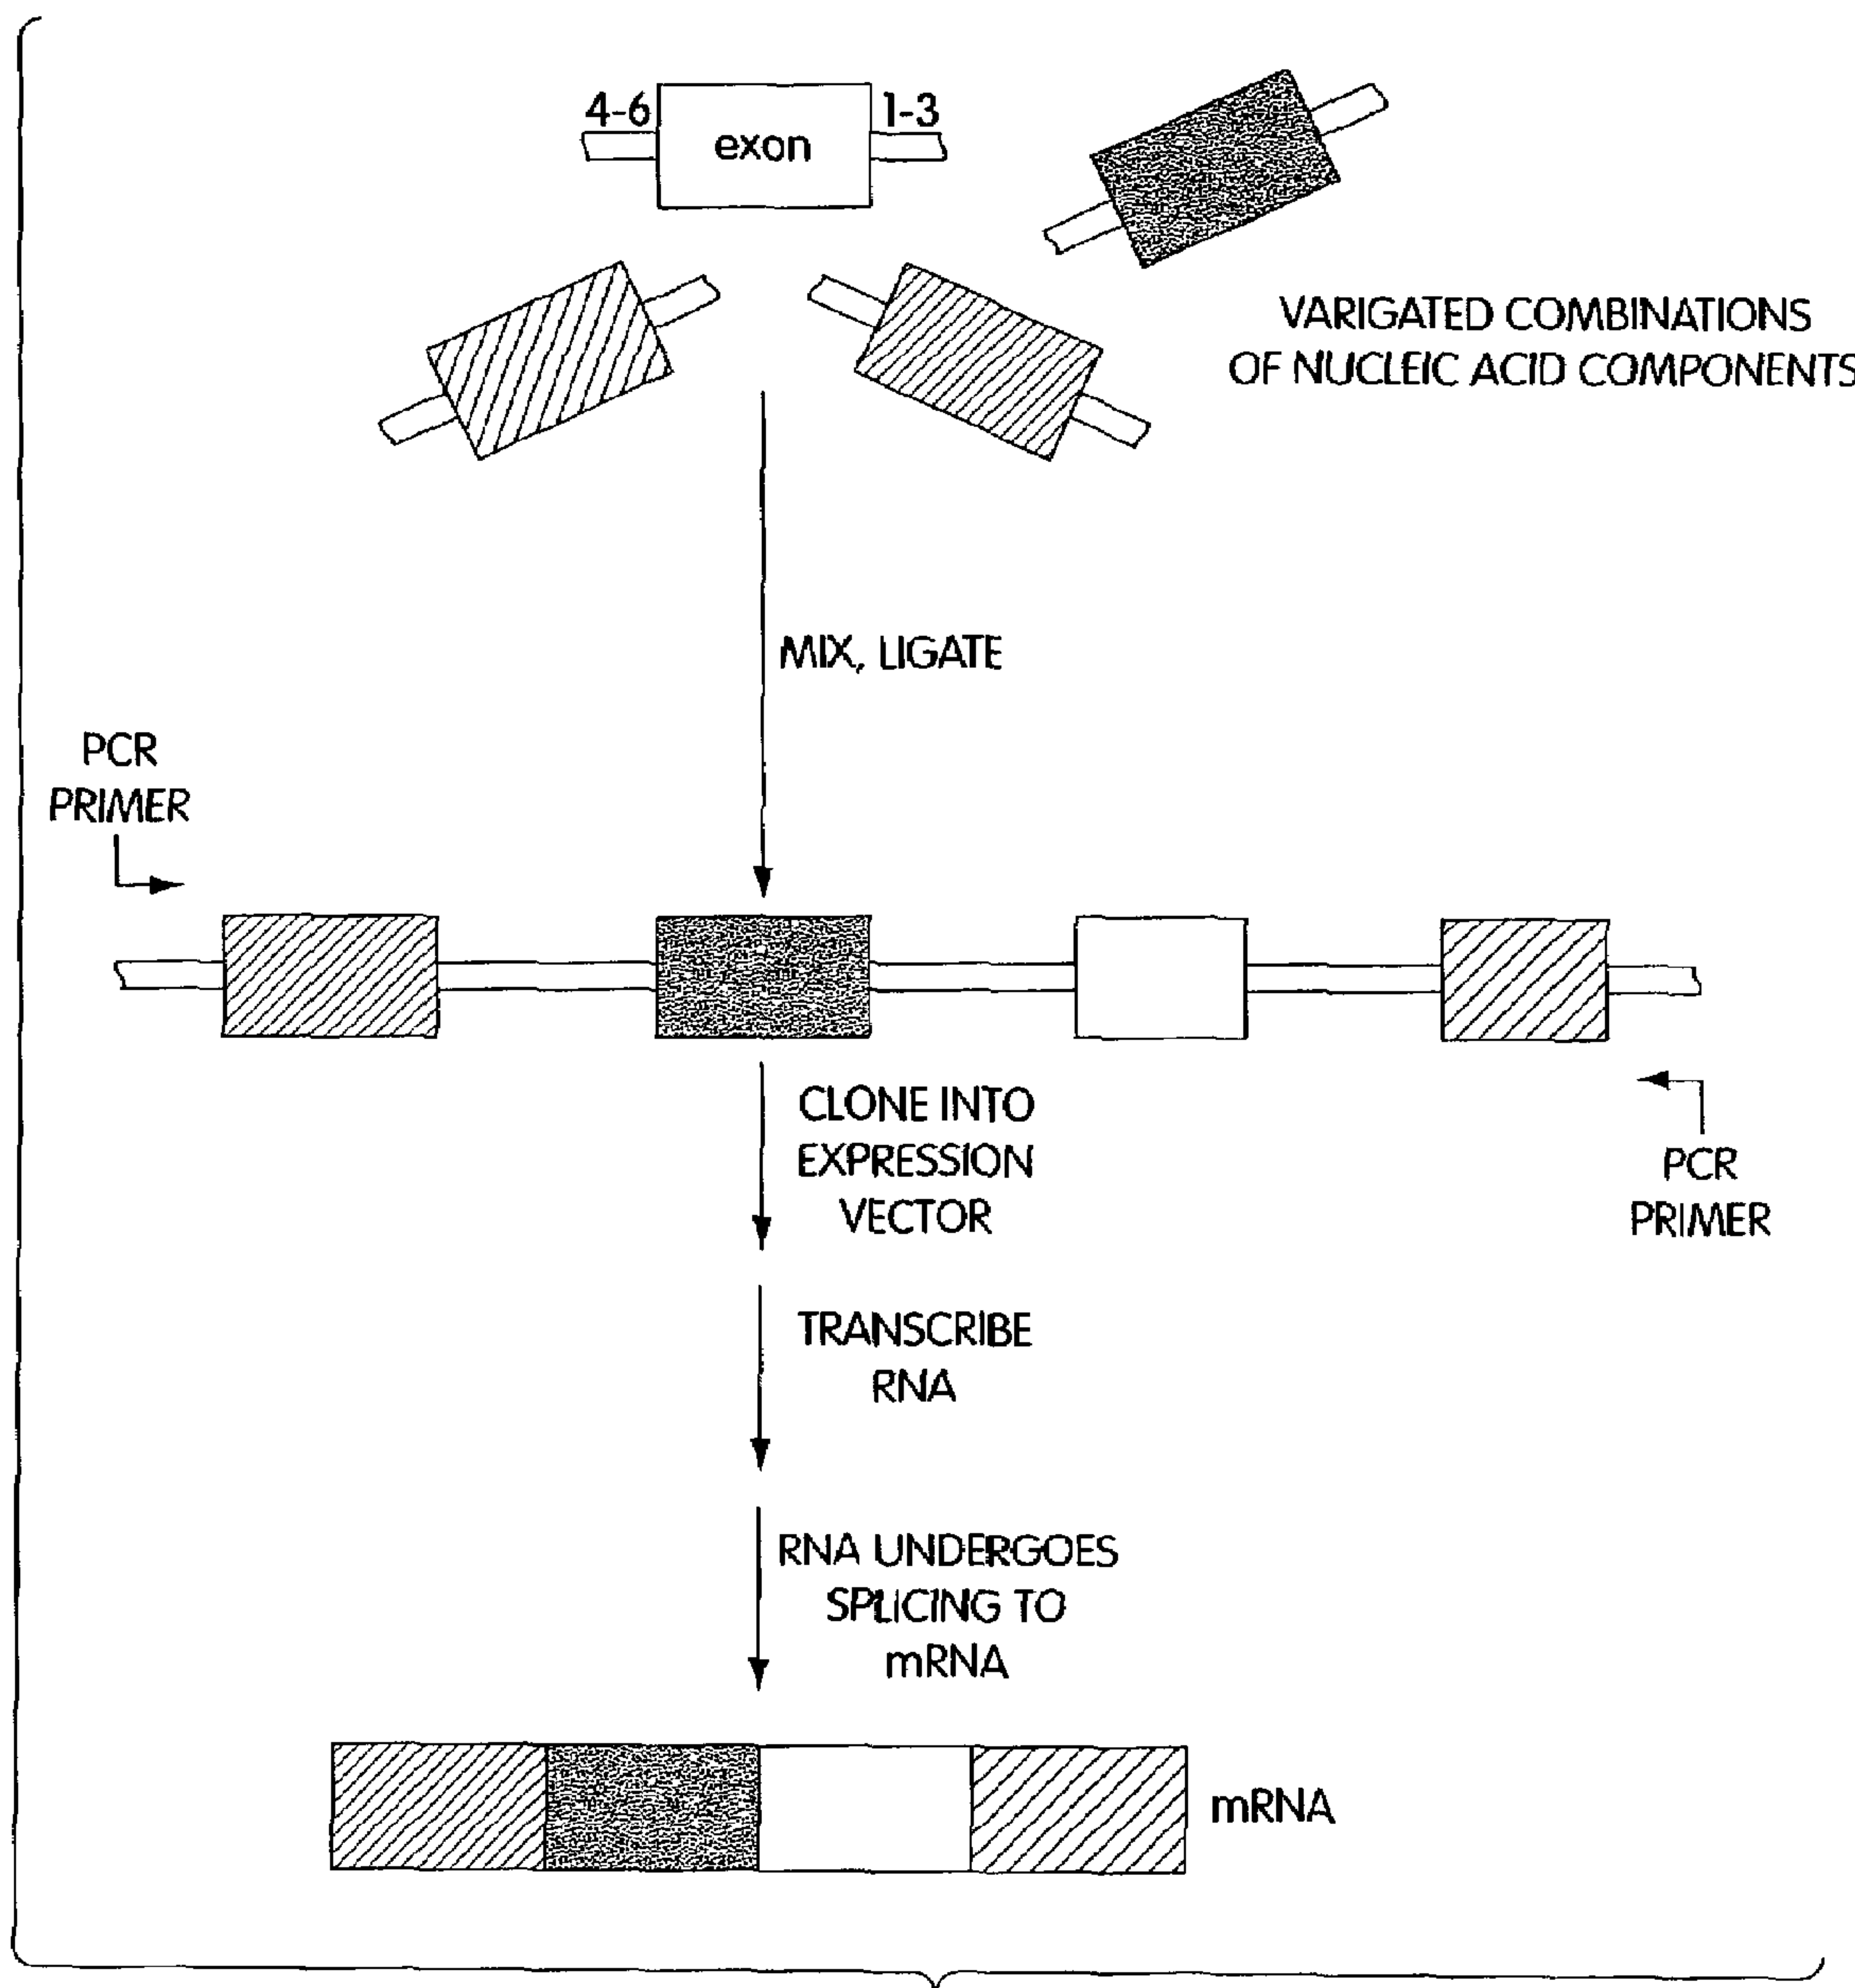 4-6
exon
1-3
VARIGATED COMBINATIONS
OF NUCLEIC ACID COMPONENTS
MIX, LIGATE
PCR
PRIMER
CLONE INTO
EXPRESSION
VECTOR
PCR
PRIMER
TRANSCRIBE
RNA
RNA UNDERGOES
SPLICING TO
mRNA
mRNA